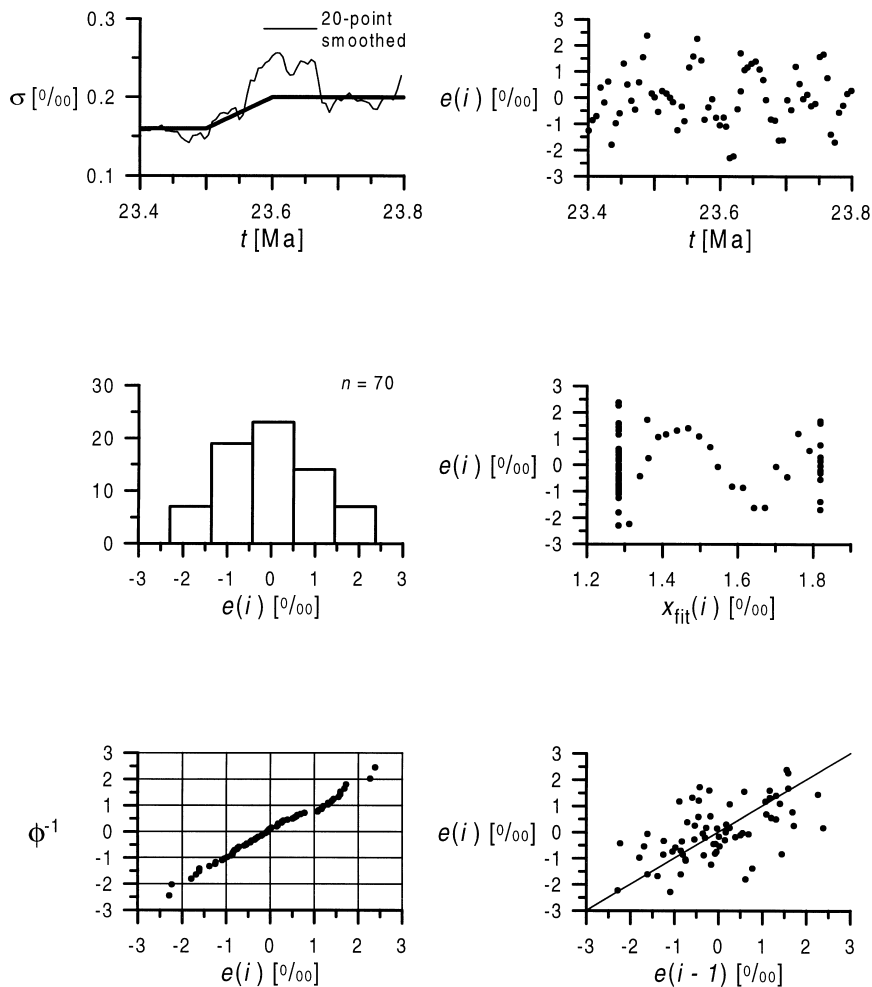 0.3
0.2
0.1
σ [⁰/₀₀]
20-point
smoothed
23.4 23.6 23.8
t [Ma]
3
2
1
0
-1
-2
-3
e(i) [⁰/₀₀]
23.4 23.6 23.8
t [Ma]
30
20
10
0
n = 70
-3 -2 -1 0 1 2 3
e(i) [⁰/₀₀]
3
2
1
0
-1
-2
-3
e(i) [⁰/₀₀]
1.2 1.4 1.6 1.8
x_fit(i) [⁰/₀₀]
3
2
1
0
-1
-2
-3
ϕ⁻¹
-3 -2 -1 0 1 2 3
e(i) [⁰/₀₀]
3
2
1
0
-1
-2
-3
e(i) [⁰/₀₀]
-3 -2 -1 0 1 2 3
e(i - 1) [⁰/₀₀]